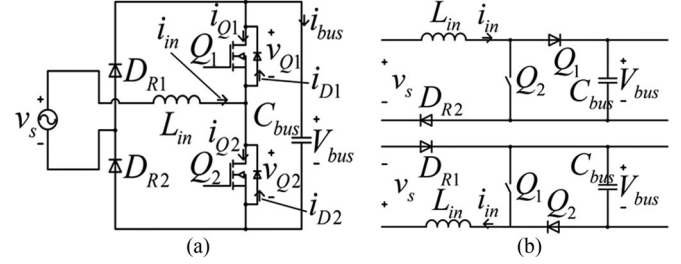 i_Q1
i_bus
i_in
Q_1
+
v_Q1
-
D_R1
i_D1
+
v_s
-
L_in
C_bus
+
V_bus
-
i_Q2
Q_2
+
v_Q2
-
D_R2
i_D2
(a)
L_in
i_in
+
v_s
-
Q_2
Q_1
C_bus
+
V_bus
-
D_R2
+
v_s
-
D_R1
Q_1
C_bus
+
V_bus
-
L_in
i_in
Q_2
(b)